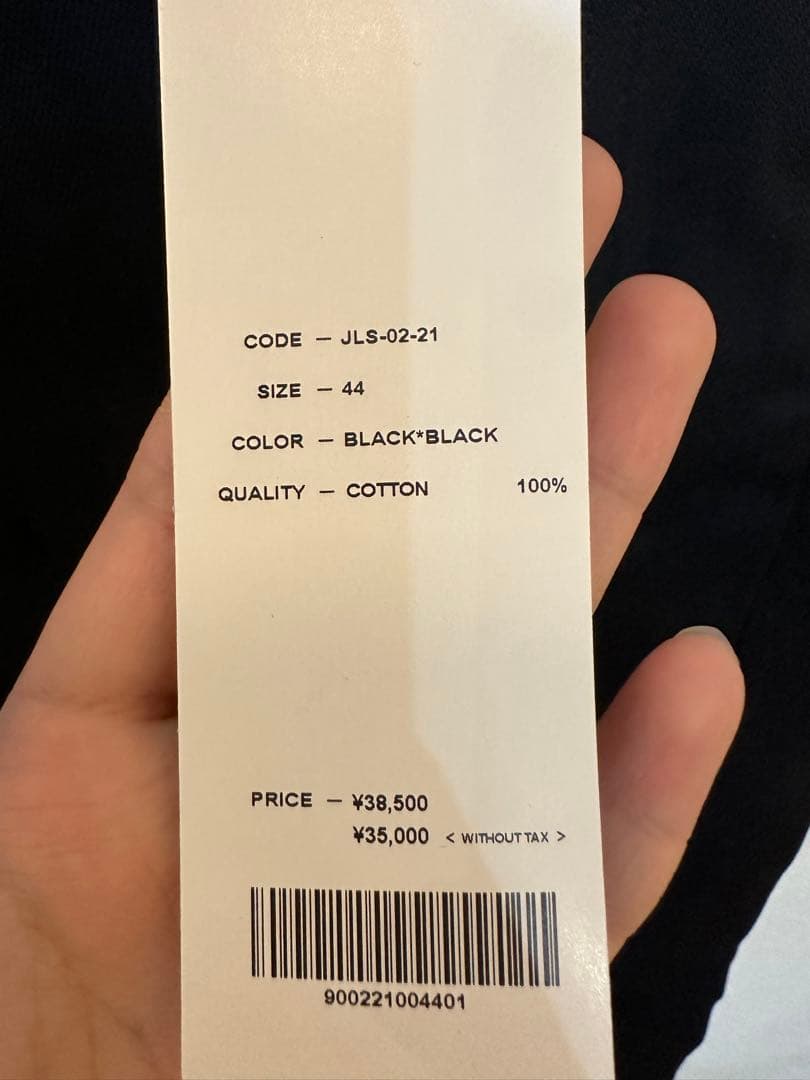 CODE — JLS-02-21
SIZE — 44
COLOR — BLACK*BLACK
QUALITY — COTTON 100%
PRICE — ¥38,500
¥35,000 < WITHOUT TAX >
900221004401